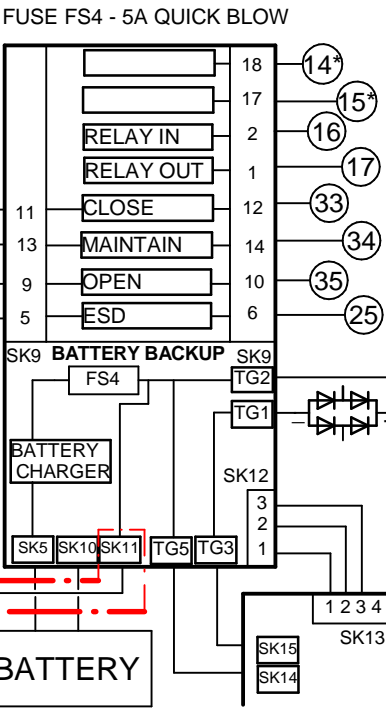 FUSE FS4 - 5A QUICK BLOW
18 14*
17 15*
RELAY IN 2 16
RELAY OUT 1 17
11 CLOSE 12 33
13 MAINTAIN 14 34
9 OPEN 10 35
5 ESD 6 25
SK9 BATTERY BACKUP SK9
FS4 TG2
TG1
BATTERY
CHARGER
SK12
3
2
1
SK5 SK10 SK11 TG5 TG3
1 2 3 4
SK13
SK15
SK14
BATTERY